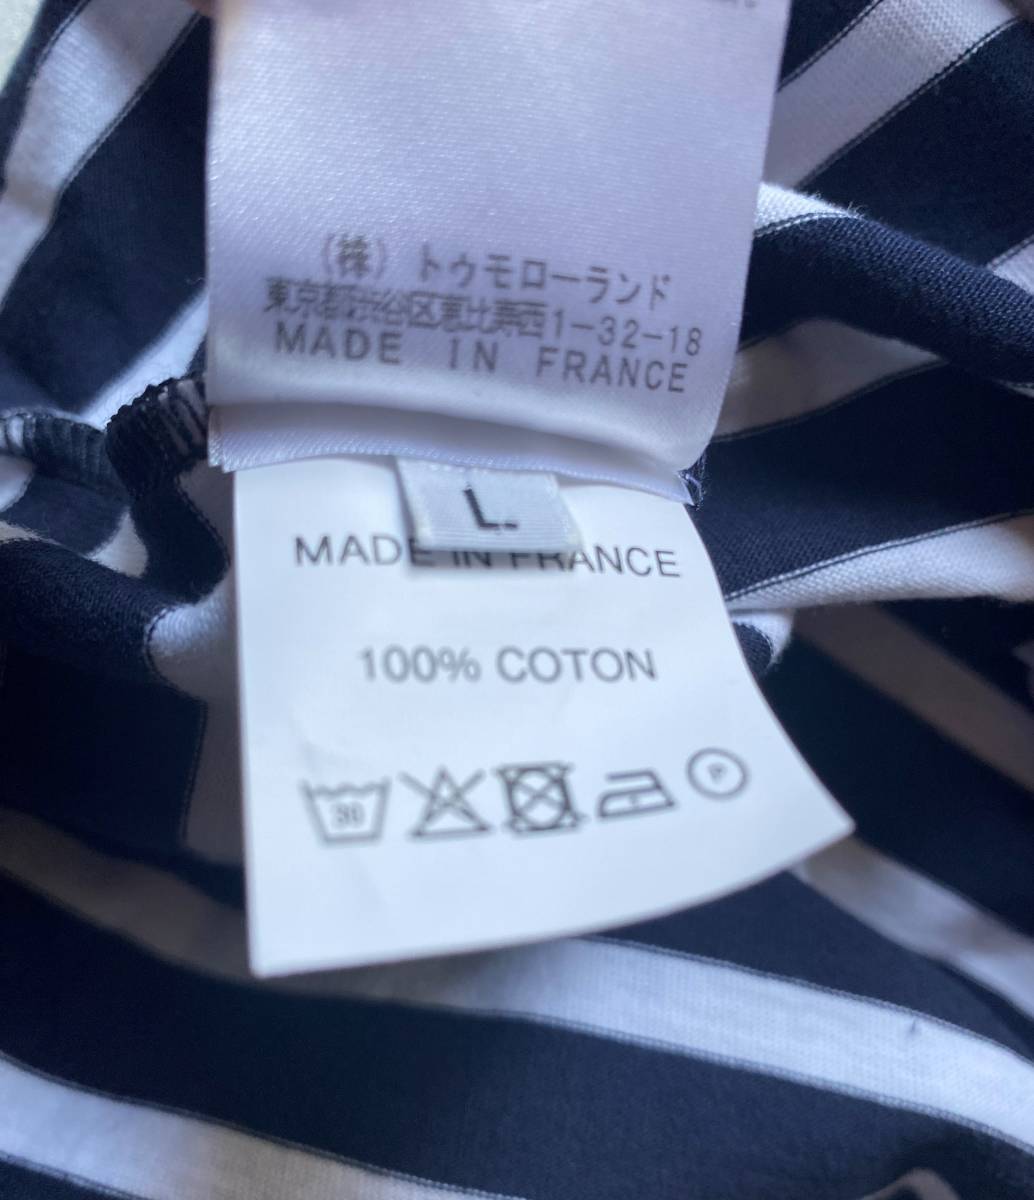 (株) トゥモローランド
東京都渋谷区恵比寿西1-32-18
MADE IN FRANCE
L.
MADE IN FRANCE
100% COTON
30
P